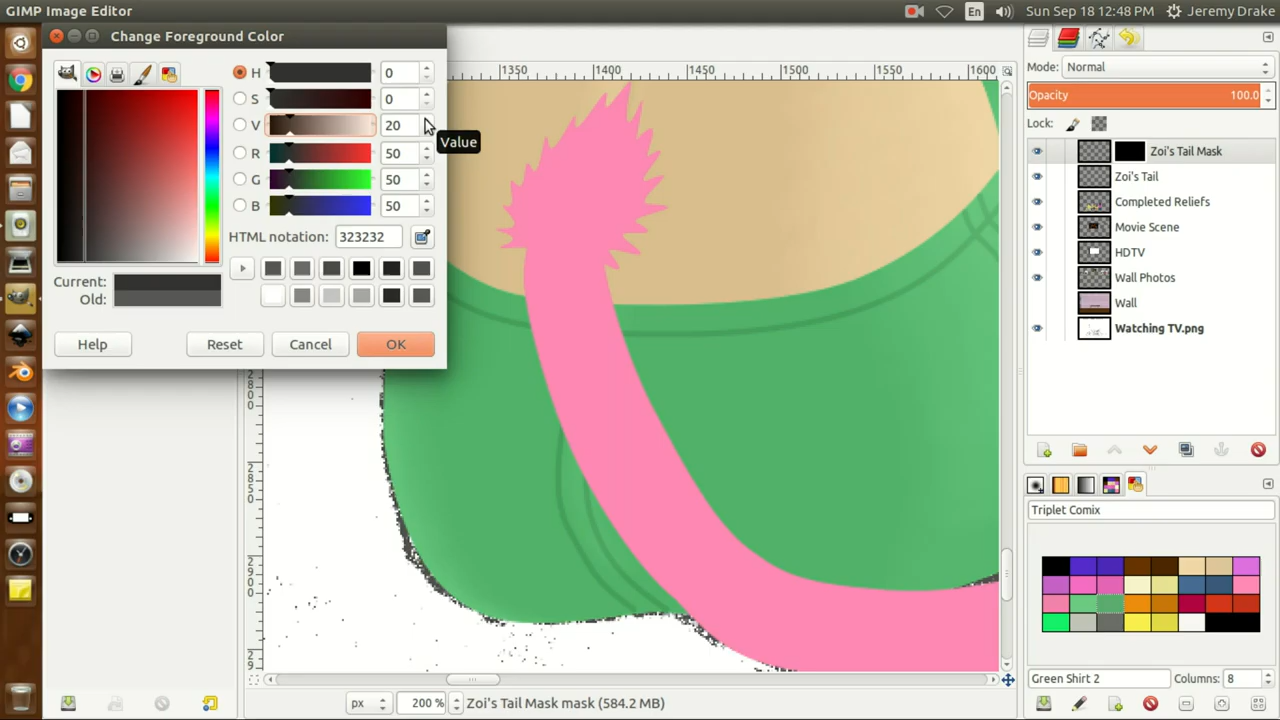 GIMP Image Editor
En
Sun Sep 18 12:48 PM
Jeremy Drake
Change Foreground Color
H 0
S 0
V 20
R 50
G 50
B 50
Value
HTML notation: 323232
Current:
Old:
Help
Reset
Cancel
OK
1350 1400 1450 1500 1550 1600
Mode: Normal
Opacity 100.0
Lock:
Zoi's Tail Mask
Zoi's Tail
Completed Reliefs
Movie Scene
HDTV
Wall Photos
Wall
Watching TV.png
Triplet Comix
Green Shirt 2
Columns: 8
px
200 %
Zoi's Tail Mask mask (584.2 MB)